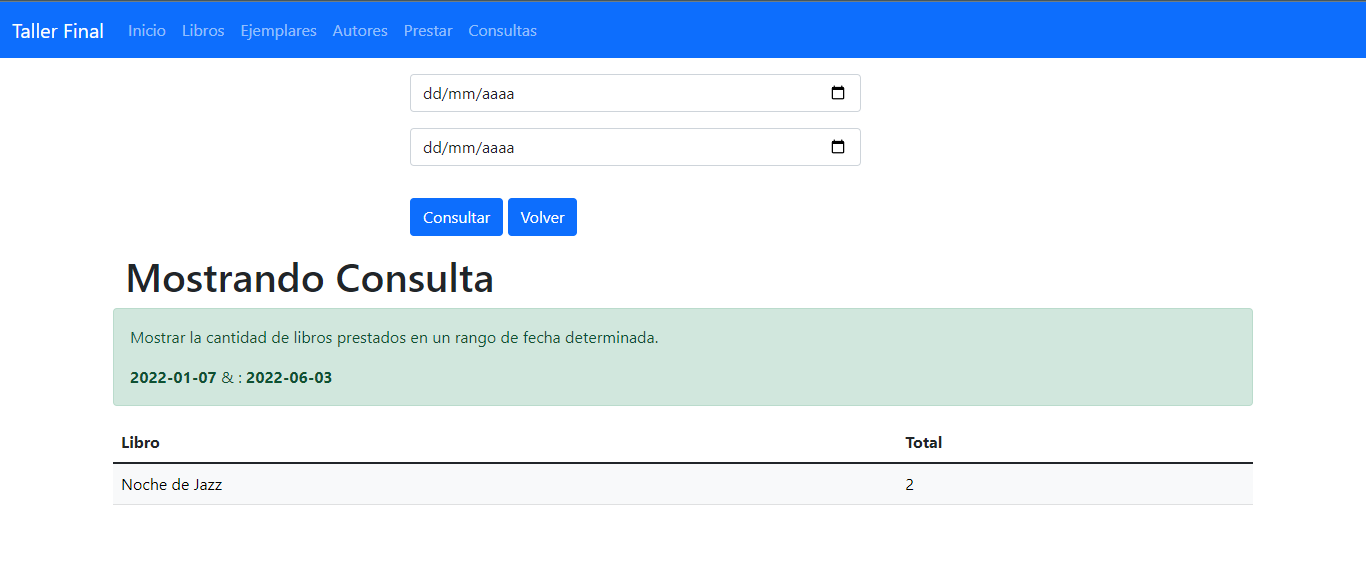 Taller Final Inicio Libros Ejemplares Autores Prestar Consultas
dd/mm/aaaa
dd/mm/aaaa
Consultar Volver
Mostrando Consulta
Mostrar la cantidad de libros prestados en un rango de fecha determinada.
2022-01-07 & : 2022-06-03
Libro Total
Noche de Jazz 2